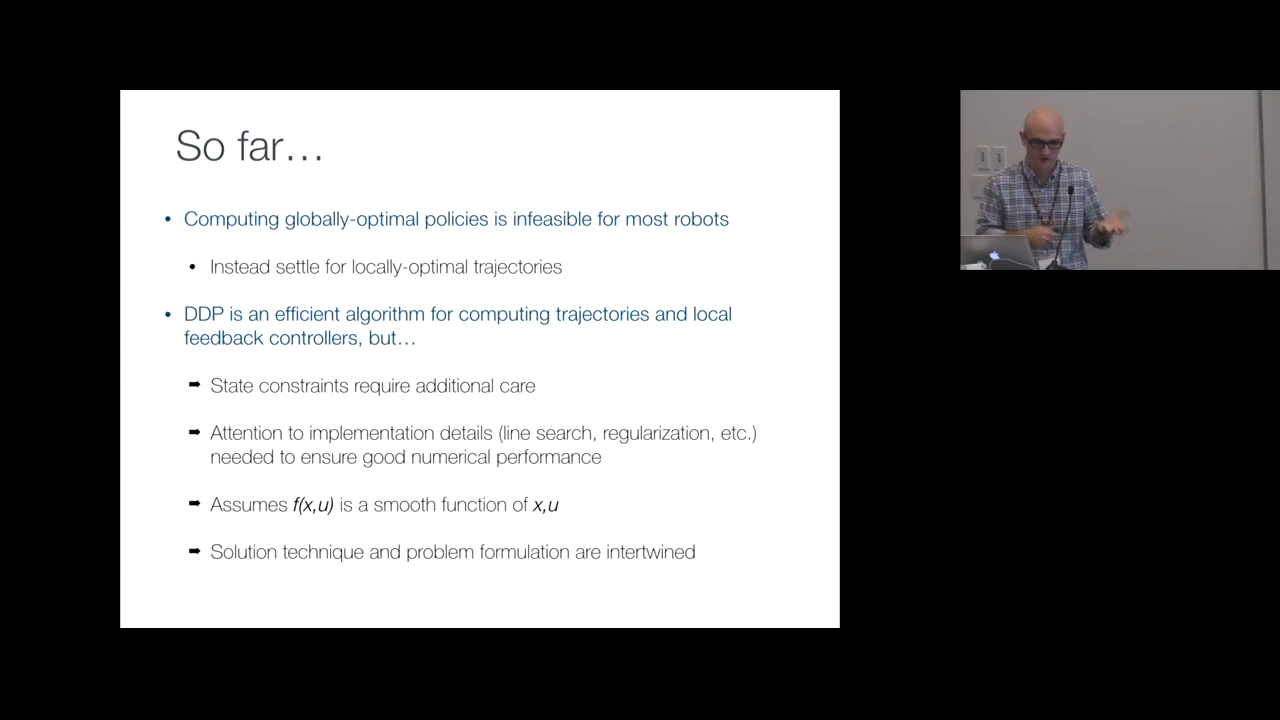 So far…
• Computing globally-optimal policies is infeasible for most robots
• Instead settle for locally-optimal trajectories
• DDP is an efficient algorithm for computing trajectories and local
feedback controllers, but…
➡ State constraints require additional care
➡ Attention to implementation details (line search, regularization, etc.)
needed to ensure good numerical performance
➡ Assumes f(x,u) is a smooth function of x,u
➡ Solution technique and problem formulation are intertwined